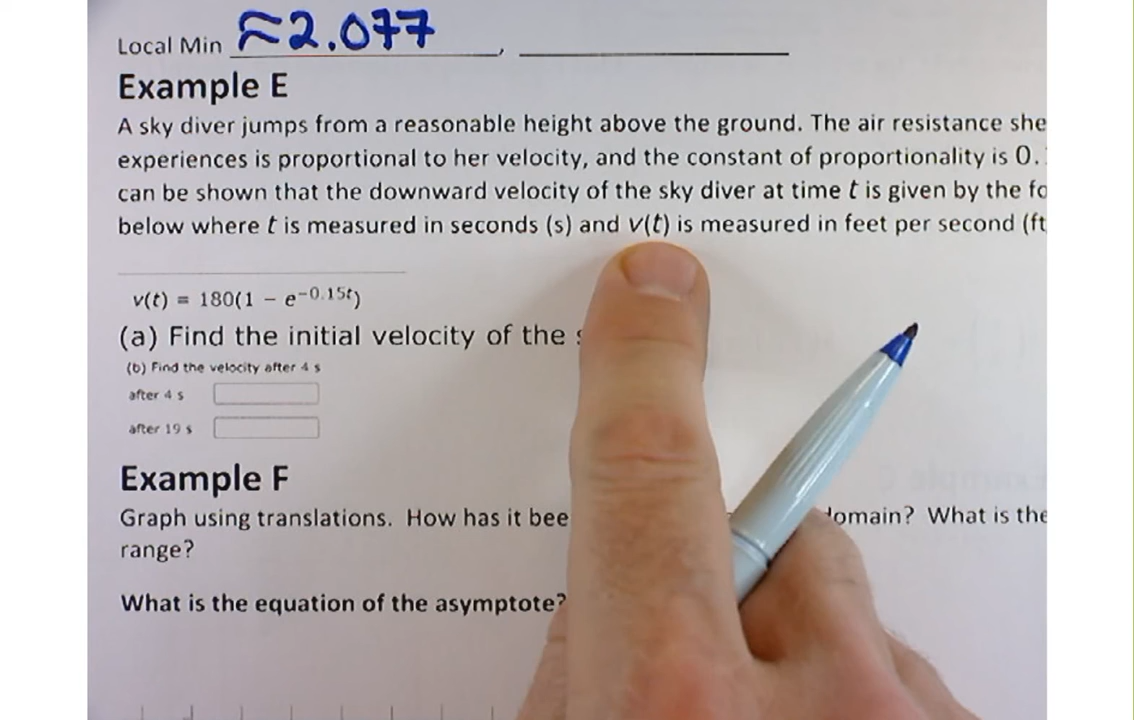 Local Min ≈2.077 ,
Example E
A sky diver jumps from a reasonable height above the ground. The air resistance she
experiences is proportional to her velocity, and the constant of proportionality is 0.
can be shown that the downward velocity of the sky diver at time t is given by the
below where t is measured in seconds (s) and v(t) is measured in feet per second (ft
v(t) = 180(1 − e^−0.15t)
(a) Find the initial velocity of the
(b) Find the velocity after 4 s
after 4 s
after 19 s
Example F
Graph using translations. How has it domain? What is the
range?
What is the equation of the asymptote?